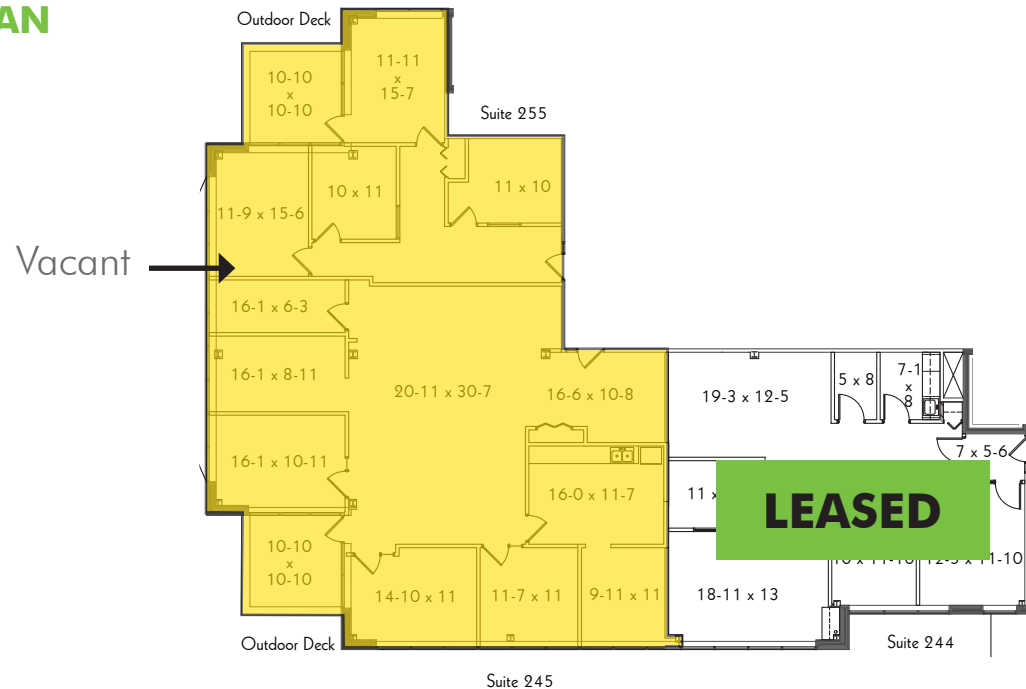 AN
Outdoor Deck
11-11
x
15-7
10-10
x
10-10
Suite 255
10 x 11
11 x 10
11-9 x 15-6
Vacant
16-1 x 6-3
16-1 x 8-11
20-11 x 30-7
16-6 x 10-8
19-3 x 12-5
5 x 8
7-1
x
8
16-1 x 10-11
7 x 5-6
16-0 x 11-7
11 x
LEASED
10-10
x
10-10
14-10 x 11
11-7 x 11
9-11 x 11
18-11 x 13
Outdoor Deck
Suite 244
Suite 245